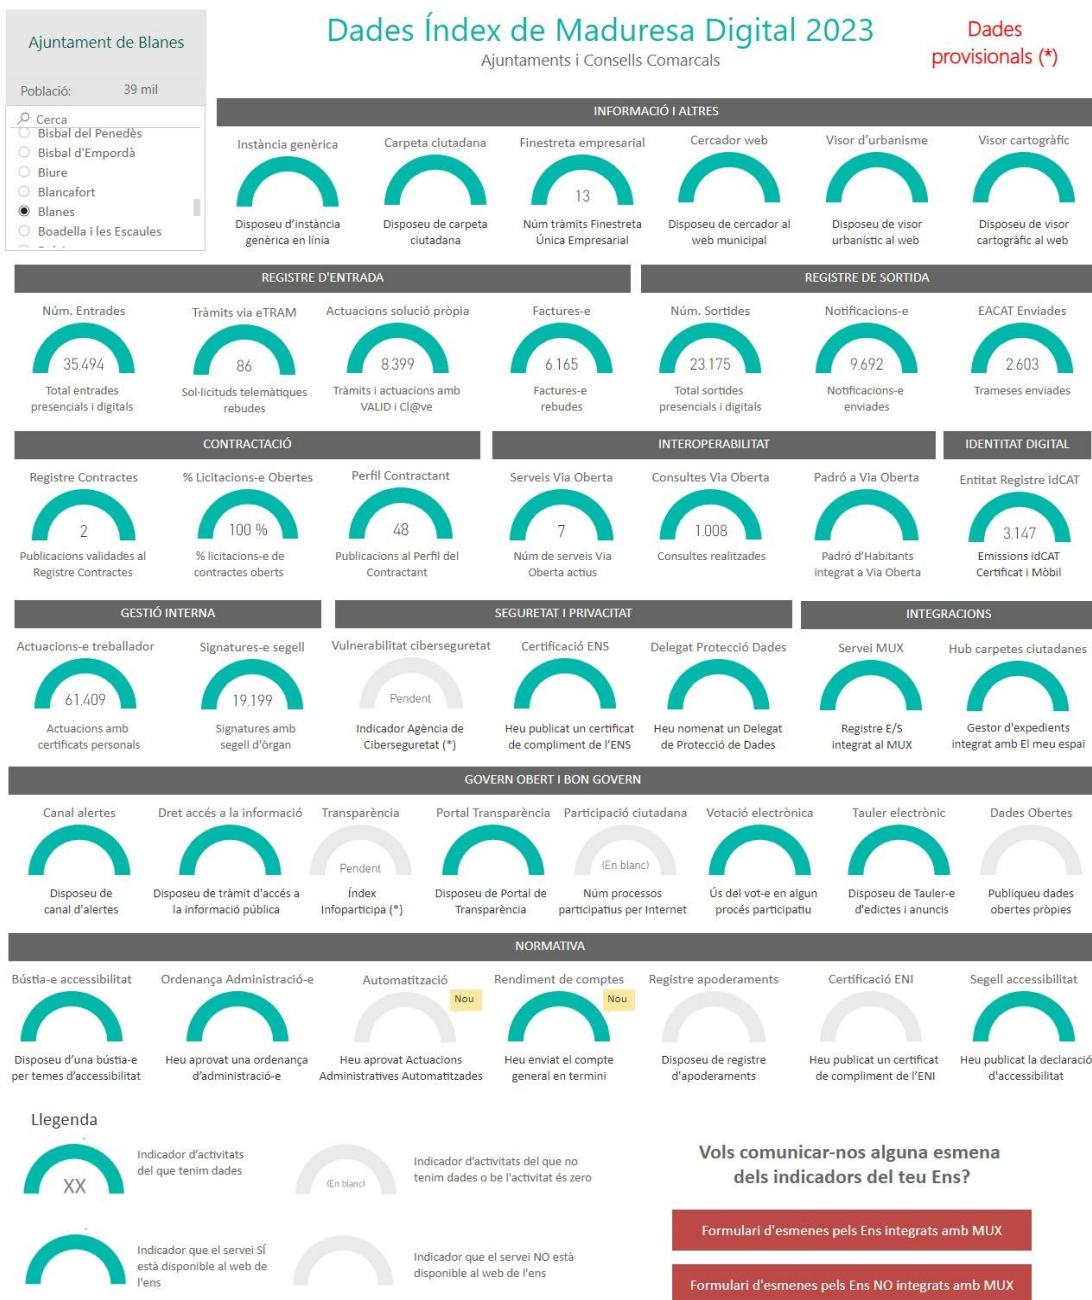 Ajuntament de Blanes
Dades Índex de Maduresa Digital 2023
Ajuntaments i Consells Comarcals
Dades
provisionals (*)
Població: 39 mil
Cerca
Bisbal del Penedès
Bisbal d'Empordà
Biure
Blancafort
Blanes
Boadella i les Escaules
INFORMACIÓ I ALTRES
Instància genèrica
Disposeu d'instància
genèrica en línia
Carpeta ciutadana
Disposeu de carpeta
ciutadana
Finestreta empresarial
13
Núm tràmits Finestreta
Única Empresarial
Cercador web
Disposeu de cercador al
web municipal
Visor d'urbanisme
Disposeu de visor
urbanístic al web
Visor cartogràfic
Disposeu de visor
cartogràfic al web
REGISTRE D'ENTRADA
Núm. Entrades
35.494
Total entrades
presencials i digitals
Tràmits via eTRAM
86
Sol·licituds telemàtiques
rebudes
Actuacions solució pròpia
8.399
Tràmits i actuacions amb
VALID i Cl@ve
Factures-e
6.165
Factures-e
rebudes
REGISTRE DE SORTIDA
Núm. Sortides
23.175
Total sortides
presencials i digitals
Notificacions-e
9.692
Notificacions-e
enviades
EACAT Enviades
2.603
Trameses enviades
CONTRACTACIÓ
Registre Contractes
2
Publicacions validades al
Registre Contractes
% Licitacions-e Obertes
100 %
% licitacions-e de
contractes oberts
Perfil Contractant
48
Publicacions al Perfil del
Contractant
INTEROPERABILITAT
Serveis Via Oberta
7
Núm de serveis Via
Oberta actius
Consultes Via Oberta
1.008
Consultes realitzades
Padró a Via Oberta
Padró d'Habitants
integrat a Via Oberta
IDENTITAT DIGITAL
Entitat Registre idCAT
3.147
Emissions idCAT
Certificat i Mòbil
GESTIÓ INTERNA
Actuacions-e treballador
61.409
Actuacions amb
certificats personals
Signatures-e segell
19.199
Signatures amb
segell d'òrgan
SEGURETAT I PRIVACITAT
Vulnerabilitat ciberseguretat
Pendent
Indicador Agència de
Ciberseguretat (*)
Certificació ENS
Heu publicat un certificat
de compliment de l'ENS
Delegat Protecció Dades
Heu nomenat un Delegat
de Protecció de Dades
INTEGRACIONS
Servei MUX
Registre E/S
integrat al MUX
Hub carpetes ciutadanes
Gestor d'expedients
integrat amb El meu espai
GOVERN OBERT I BON GOVERN
Canal alertes
Disposeu de
canal d'alertes
Dret accés a la informació
Disposeu de tràmit d'accés a
la informació pública
Transparència
Pendent
Índex
Infoparticipa (*)
Portal Transparència
Disposeu de Portal de
Transparència
Participació ciutadana
(En blanc)
Núm processos
participatius per Internet
Votació electrònica
Ús del vot-e en algun
procés participatiu
Tauler electrònic
Disposeu de Tauler-e
d'edictes i anuncis
Dades Obertes
Publiqueu dades
obertes pròpies
NORMATIVA
Bústia-e accessibilitat
Disposeu d'una bústia-e
per temes d'accessibilitat
Ordenança Administració-e
Heu aprovat una ordenança
d'administració-e
Automatització
Nou
Heu aprovat Actuacions
Administratives Automatitzades
Rendiment de comptes
Nou
Heu enviat el compte
general en termini
Registre apoderaments
Disposeu de registre
d'apoderaments
Certificació ENI
Heu publicat un certificat
de compliment de l'ENI
Segell accessibilitat
Heu publicat la declaració
d'accessibilitat
Llegenda
XX
Indicador d'activitats
del que tenim dades
(En blanc)
Indicador d'activitats del que no
tenim dades o be l'activitat és zero
Indicador que el servei SÍ
està disponible al web de
l'ens
Indicador que el servei NO està
disponible al web de l'ens
Vols comunicar-nos alguna esmena
dels indicadors del teu Ens?
Formulari d'esmenes pels Ens integrats amb MUX
Formulari d'esmenes pels Ens NO integrats amb MUX